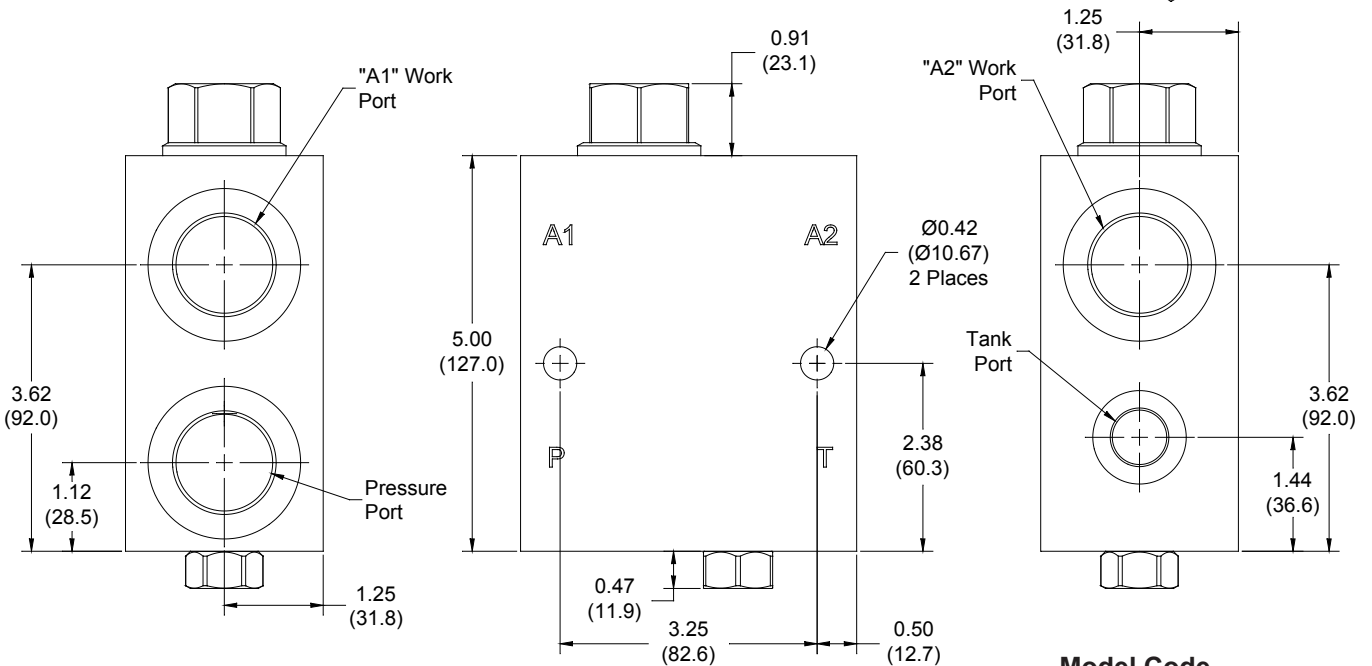 "A1" Work
Port
3.62
(92.0)
1.12
(28.5)
Pressure
Port
1.25
(31.8)
0.91
(23.1)
A1
A2
Ø0.42
(Ø10.67)
2 Places
5.00
(127.0)
P
T
2.38
(60.3)
0.47
(11.9)
3.25
(82.6)
0.50
(12.7)
1.25
(31.8)
"A2" Work
Port
Tank
Port
3.62
(92.0)
1.44
(36.6)
Model Code